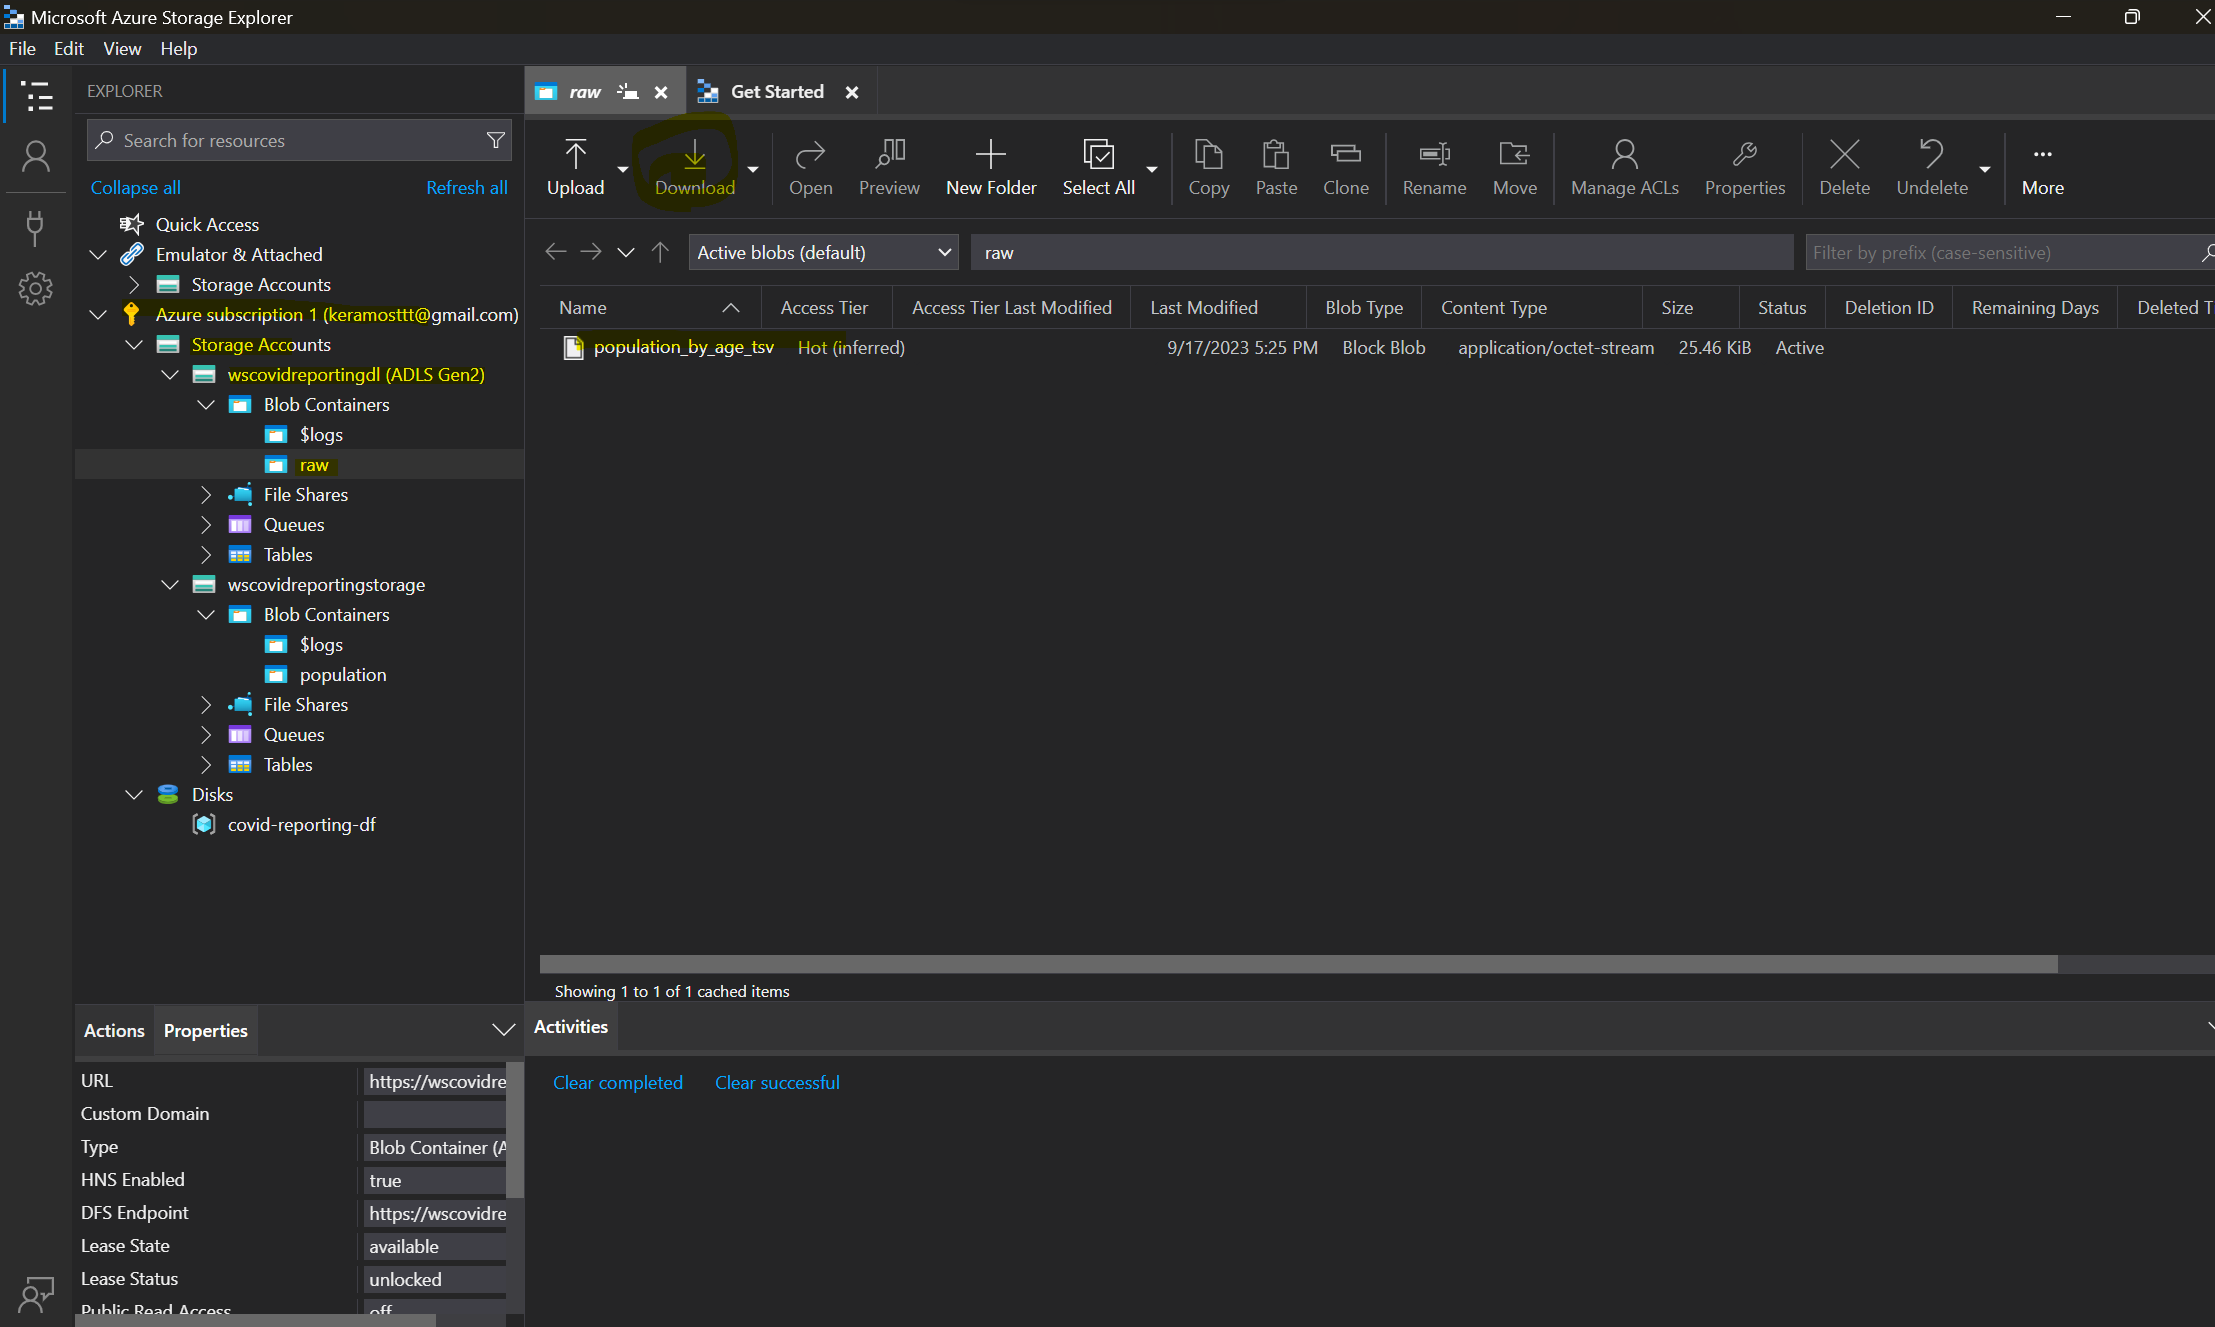 Microsoft Azure Storage Explorer
File Edit View Help
EXPLORER
Search for resources
Collapse all Refresh all
Quick Access
Emulator & Attached
Storage Accounts
Azure subscription 1 (keramosttt@gmail.com)
Storage Accounts
wscovidreportingdl (ADLS Gen2)
Blob Containers
$logs
raw
File Shares
Queues
Tables
wscovidreportingstorage
Blob Containers
$logs
population
File Shares
Queues
Tables
Disks
covid-reporting-df
Actions Properties
URL https://wscovidre
Custom Domain
Type Blob Container (A
HNS Enabled true
DFS Endpoint https://wscovidre
Lease State available
Lease Status unlocked
Public Read Access off
raw Get Started
Upload Download Open Preview New Folder Select All Copy Paste Clone Rename Move Manage ACLs Properties Delete Undelete More
Active blobs (default) raw Filter by prefix (case-sensitive)
Name Access Tier Access Tier Last Modified Last Modified Blob Type Content Type Size Status Deletion ID Remaining Days Deleted T
population_by_age_tsv Hot (inferred) 9/17/2023 5:25 PM Block Blob application/octet-stream 25.46 KiB Active
Showing 1 to 1 of 1 cached items
Activities
Clear completed Clear successful